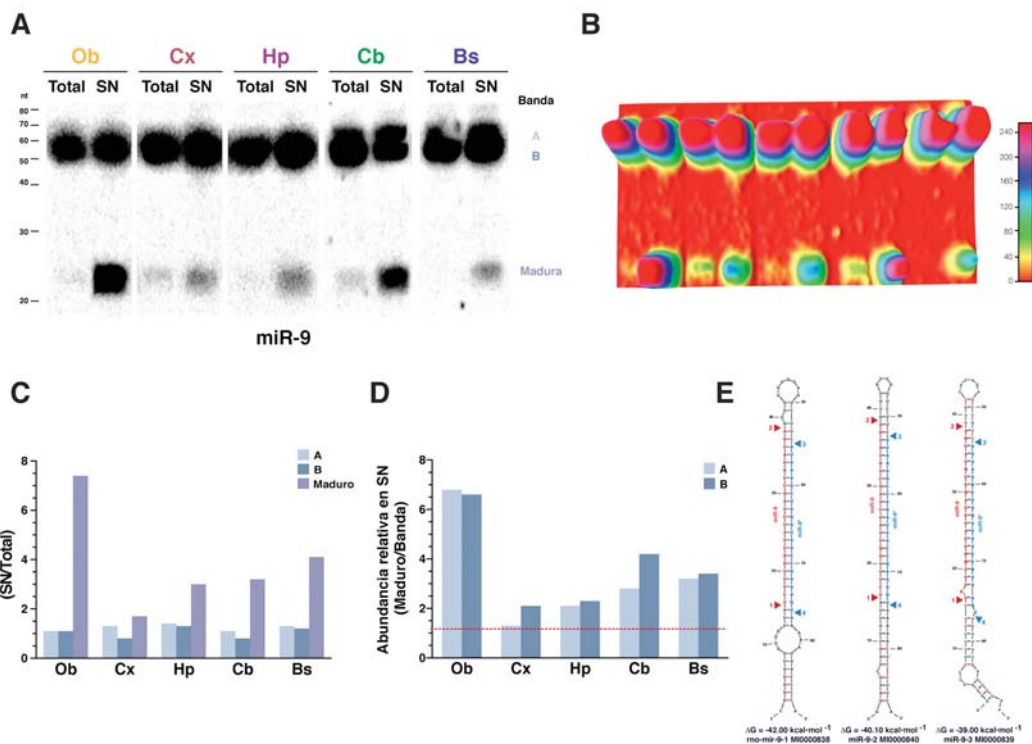 A
Ob Cx Hp Cb Bs
Total SN Total SN Total SN Total SN Total SN
nt
80
70
60
50
40
30
20
Banda
A
B
Madura
miR-9
B
240
200
160
120
80
40
0
C
(SN/Total)
8
6
4
2
0
A
B
Maduro
Ob Cx Hp Cb Bs
D
Abundancia relativa en SN
(Maduro/Banda)
8
6
4
2
0
A
B
Ob Cx Hp Cb Bs
E
miR-9 miR-9*
ΔG = -42.00 kcal·mol⁻¹
rno-mir-9-1 MI0000838
ΔG = -40.10 kcal·mol⁻¹
miR-9-2 MI0000840
ΔG = -39.00 kcal·mol⁻¹
miR-9-3 MI0000839